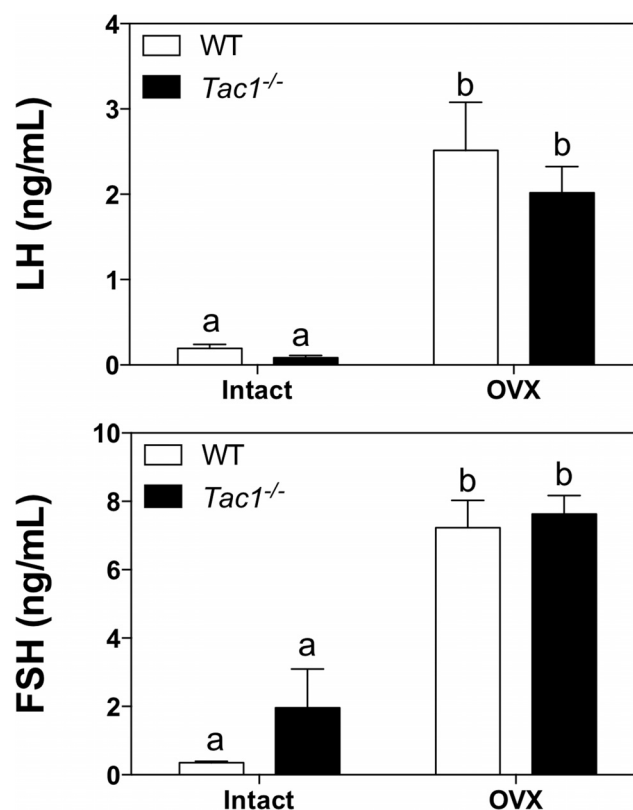 LH (ng/mL)
4
3
2
1
0
WT
Tac1-/-
a
a
b
b
Intact
OVX
FSH (ng/mL)
10
8
6
4
2
0
WT
Tac1-/-
a
a
b
b
Intact
OVX